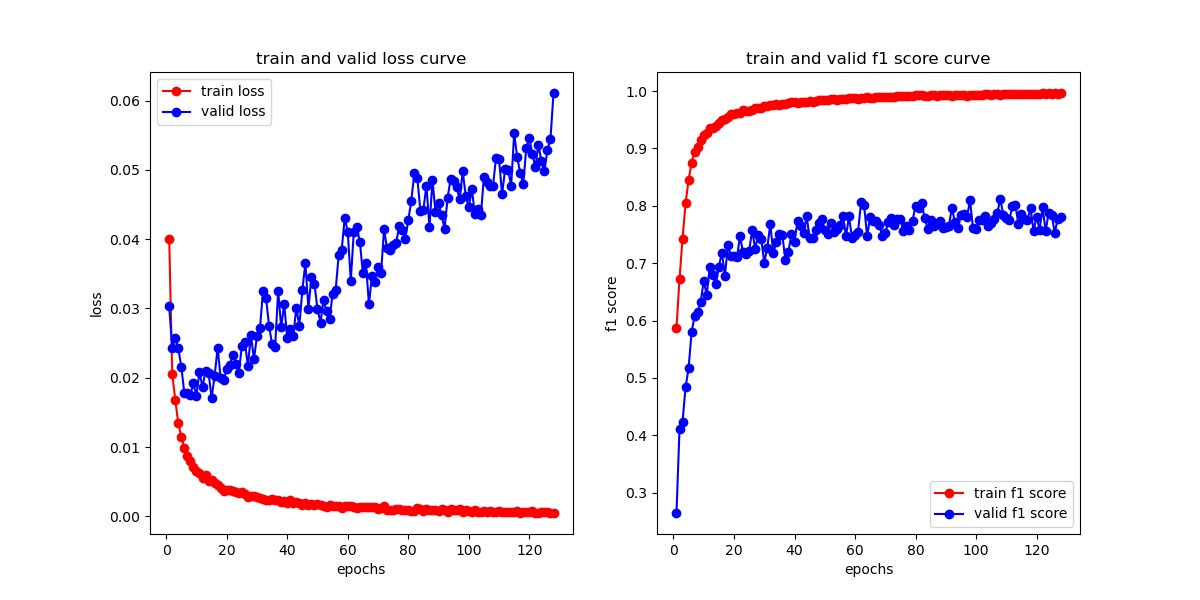 train and valid loss curve
train loss
valid loss
0.06
0.05
0.04
0.03
0.02
0.01
0.00
loss
0 20 40 60 80 100 120
epochs
train and valid f1 score curve
1.0
0.9
0.8
0.7
0.6
0.5
0.4
0.3
f1 score
train f1 score
valid f1 score
0 20 40 60 80 100 120
epochs